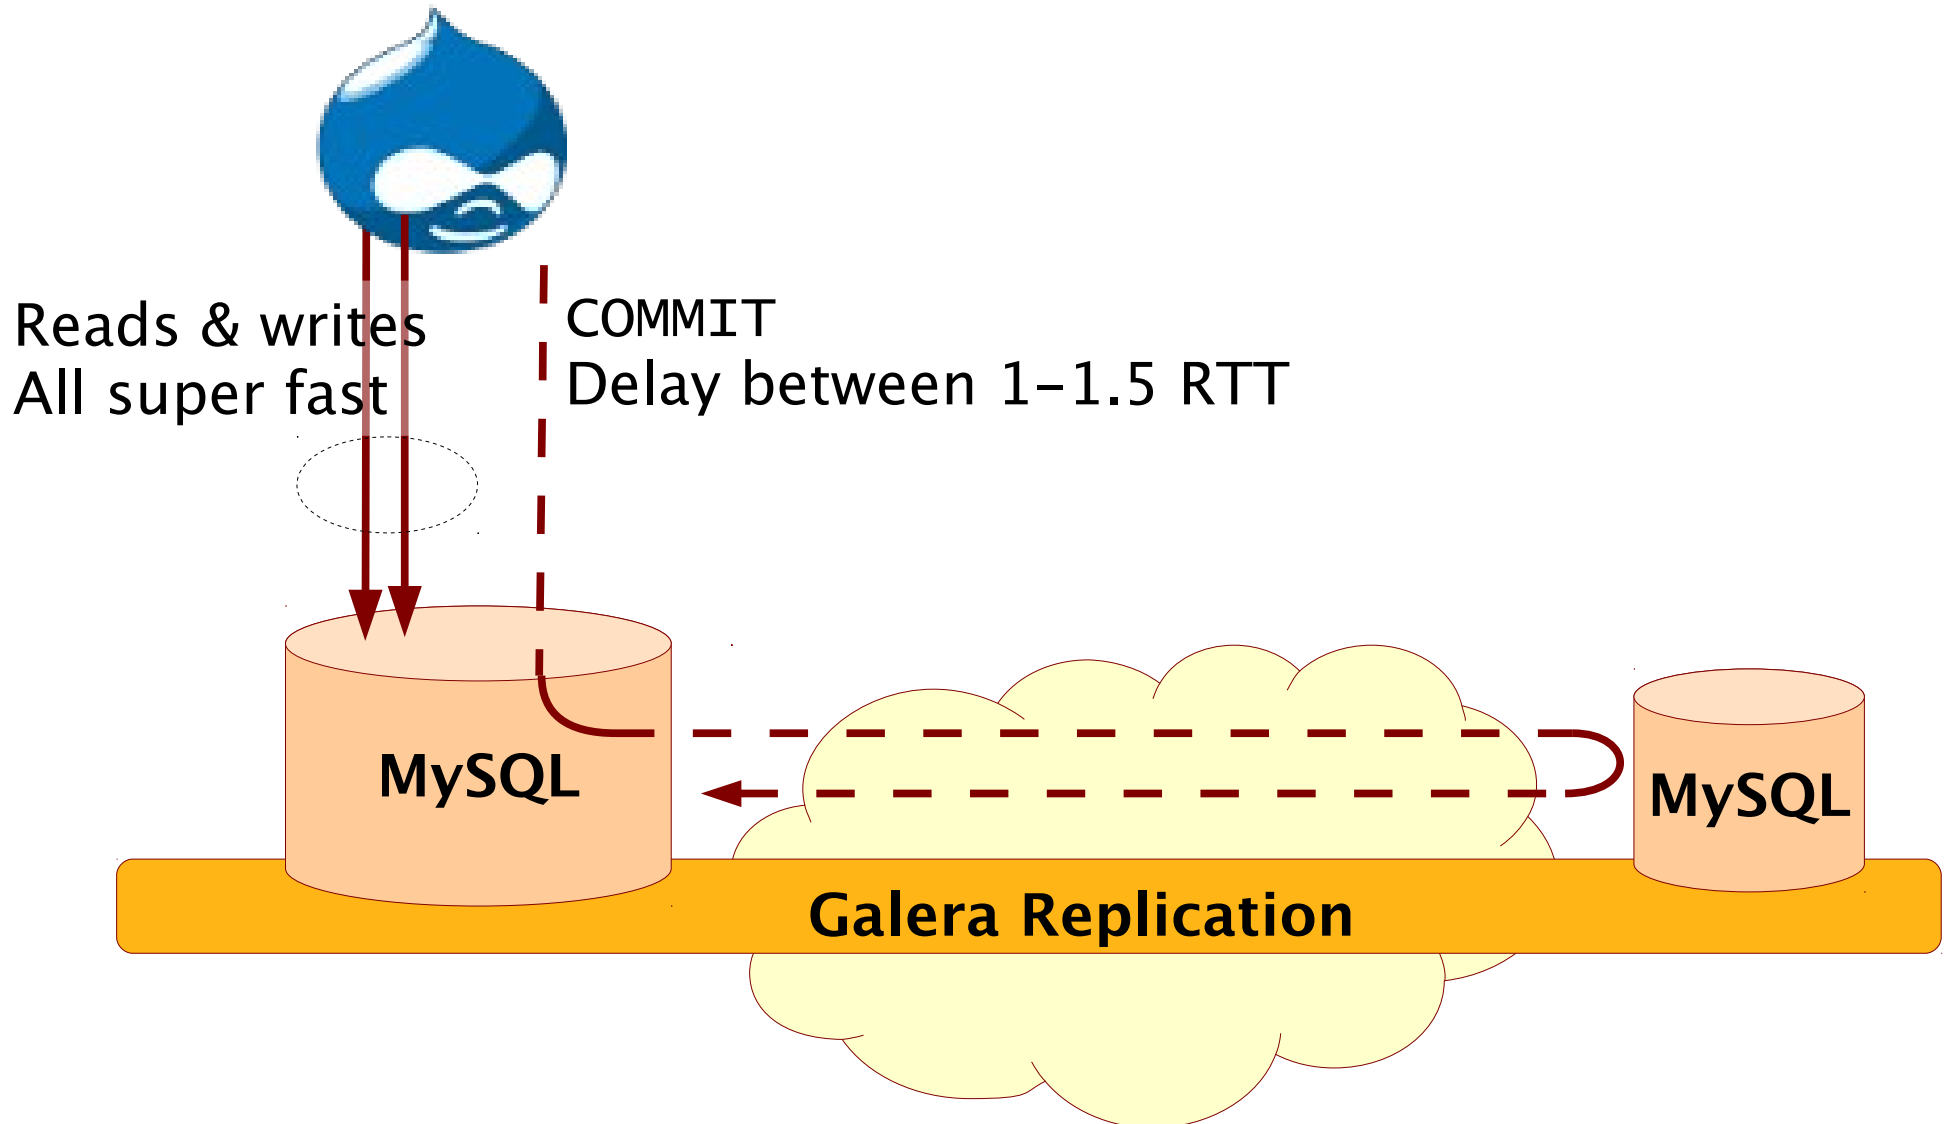 Reads & writes
All super fast
COMMIT
Delay between 1–1.5 RTT
MySQL
MySQL
Galera Replication